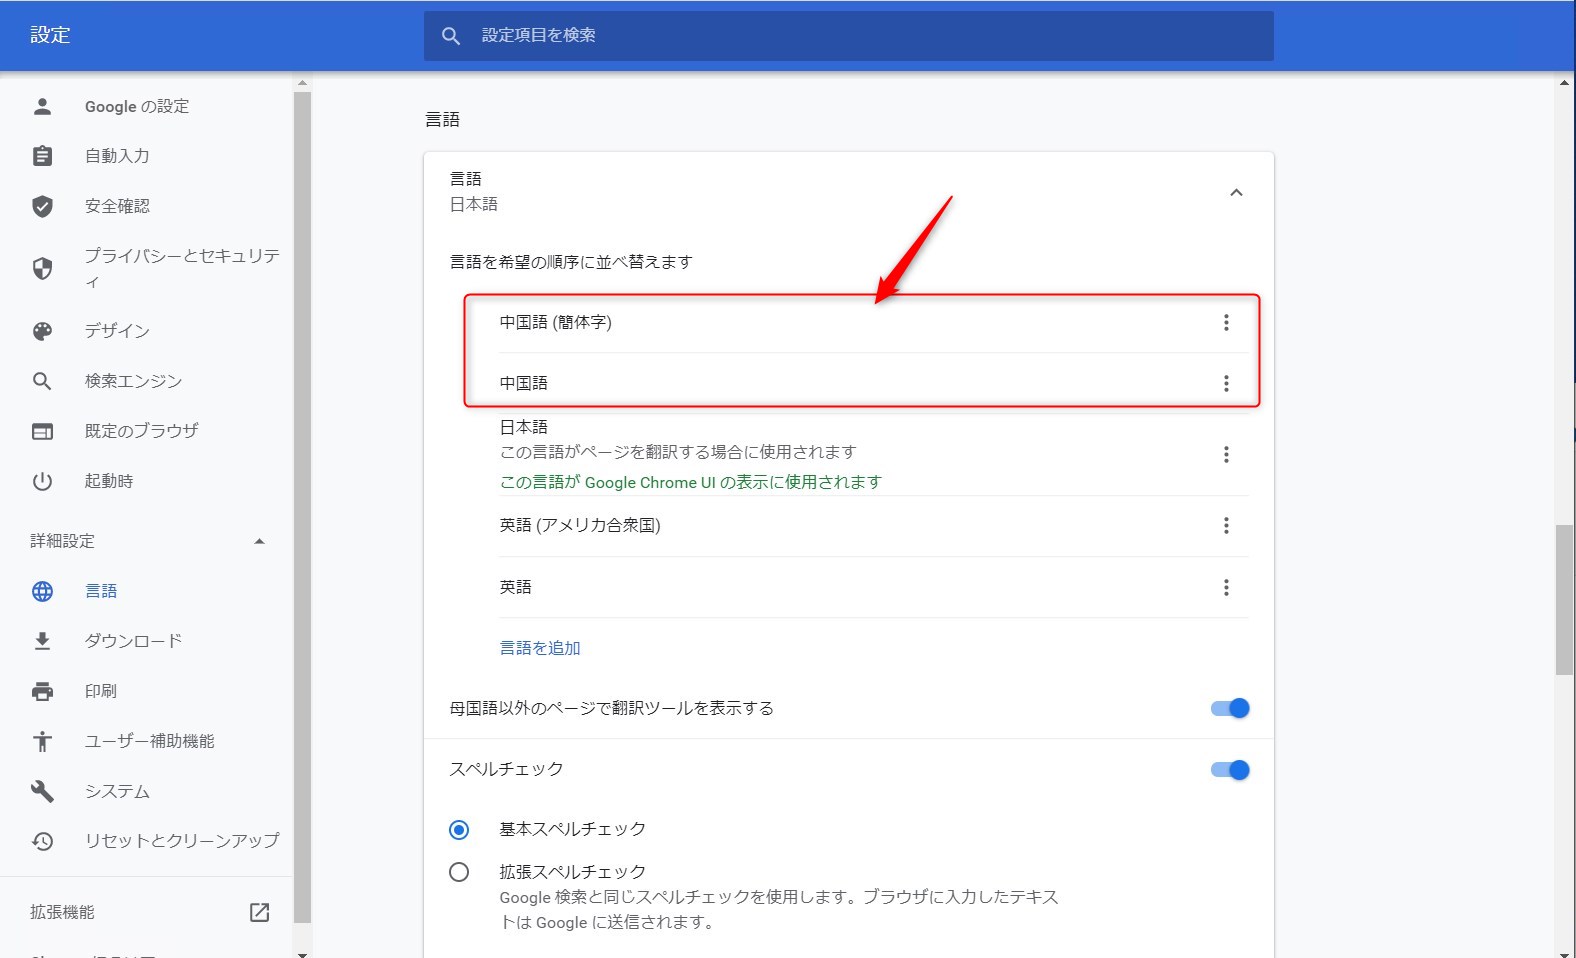 設定
設定項目を検索
Google の設定
自動入力
安全確認
プライバシーとセキュリテ
ィ
デザイン
検索エンジン
既定のブラウザ
起動時
詳細設定
言語
ダウンロード
印刷
ユーザー補助機能
システム
リセットとクリーンアップ
拡張機能
言語
言語
日本語
言語を希望の順序に並べ替えます
中国語 (簡体字)
中国語
日本語
この言語がページを翻訳する場合に使用されます
この言語が Google Chrome UI の表示に使用されます
英語 (アメリカ合衆国)
英語
言語を追加
母国語以外のページで翻訳ツールを表示する
スペルチェック
基本スペルチェック
拡張スペルチェック
Google 検索と同じスペルチェックを使用します。ブラウザに入力したテキス
トは Google に送信されます。